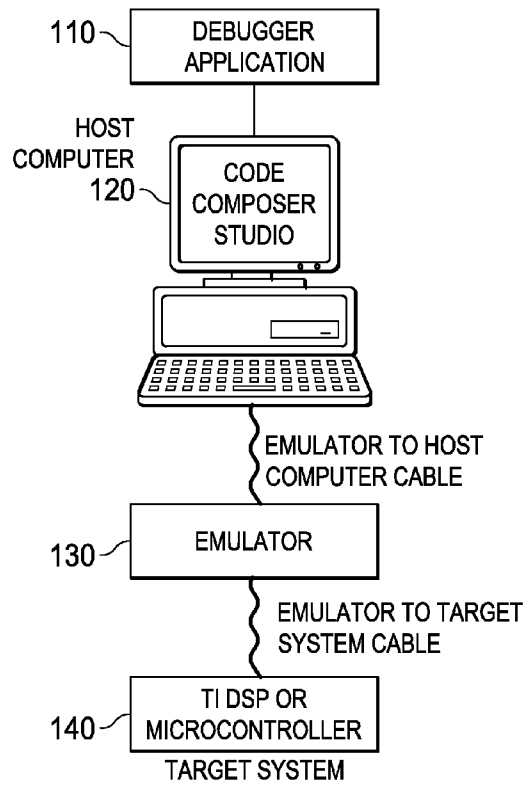 110
DEBUGGER
APPLICATION
HOST
COMPUTER
120
CODE
COMPOSER
STUDIO
EMULATOR TO HOST
COMPUTER CABLE
130
EMULATOR
EMULATOR TO TARGET
SYSTEM CABLE
140
TI DSP OR
MICROCONTROLLER
TARGET SYSTEM